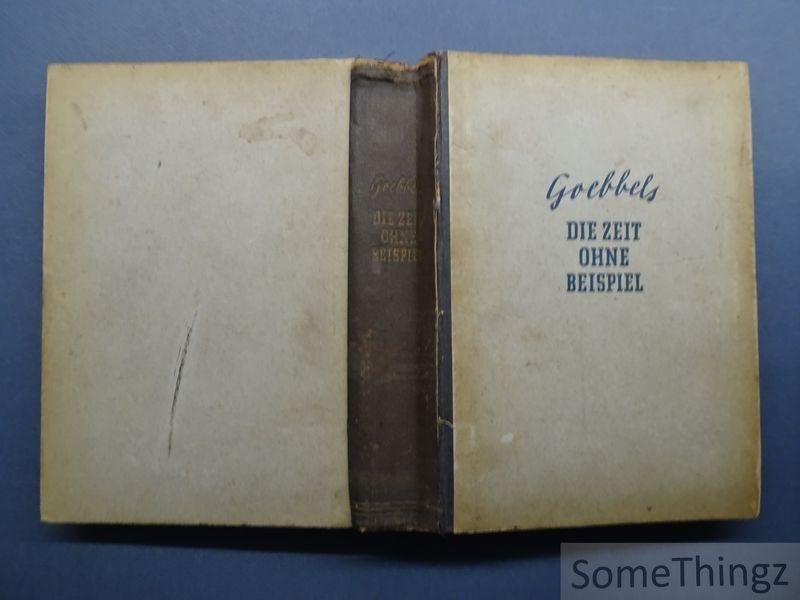 Goebbels
DIE ZEIT
OHNE
BEISPIEL
Goebbels
DIE ZEIT
OHNE
BEISPIEL
SomeThingz